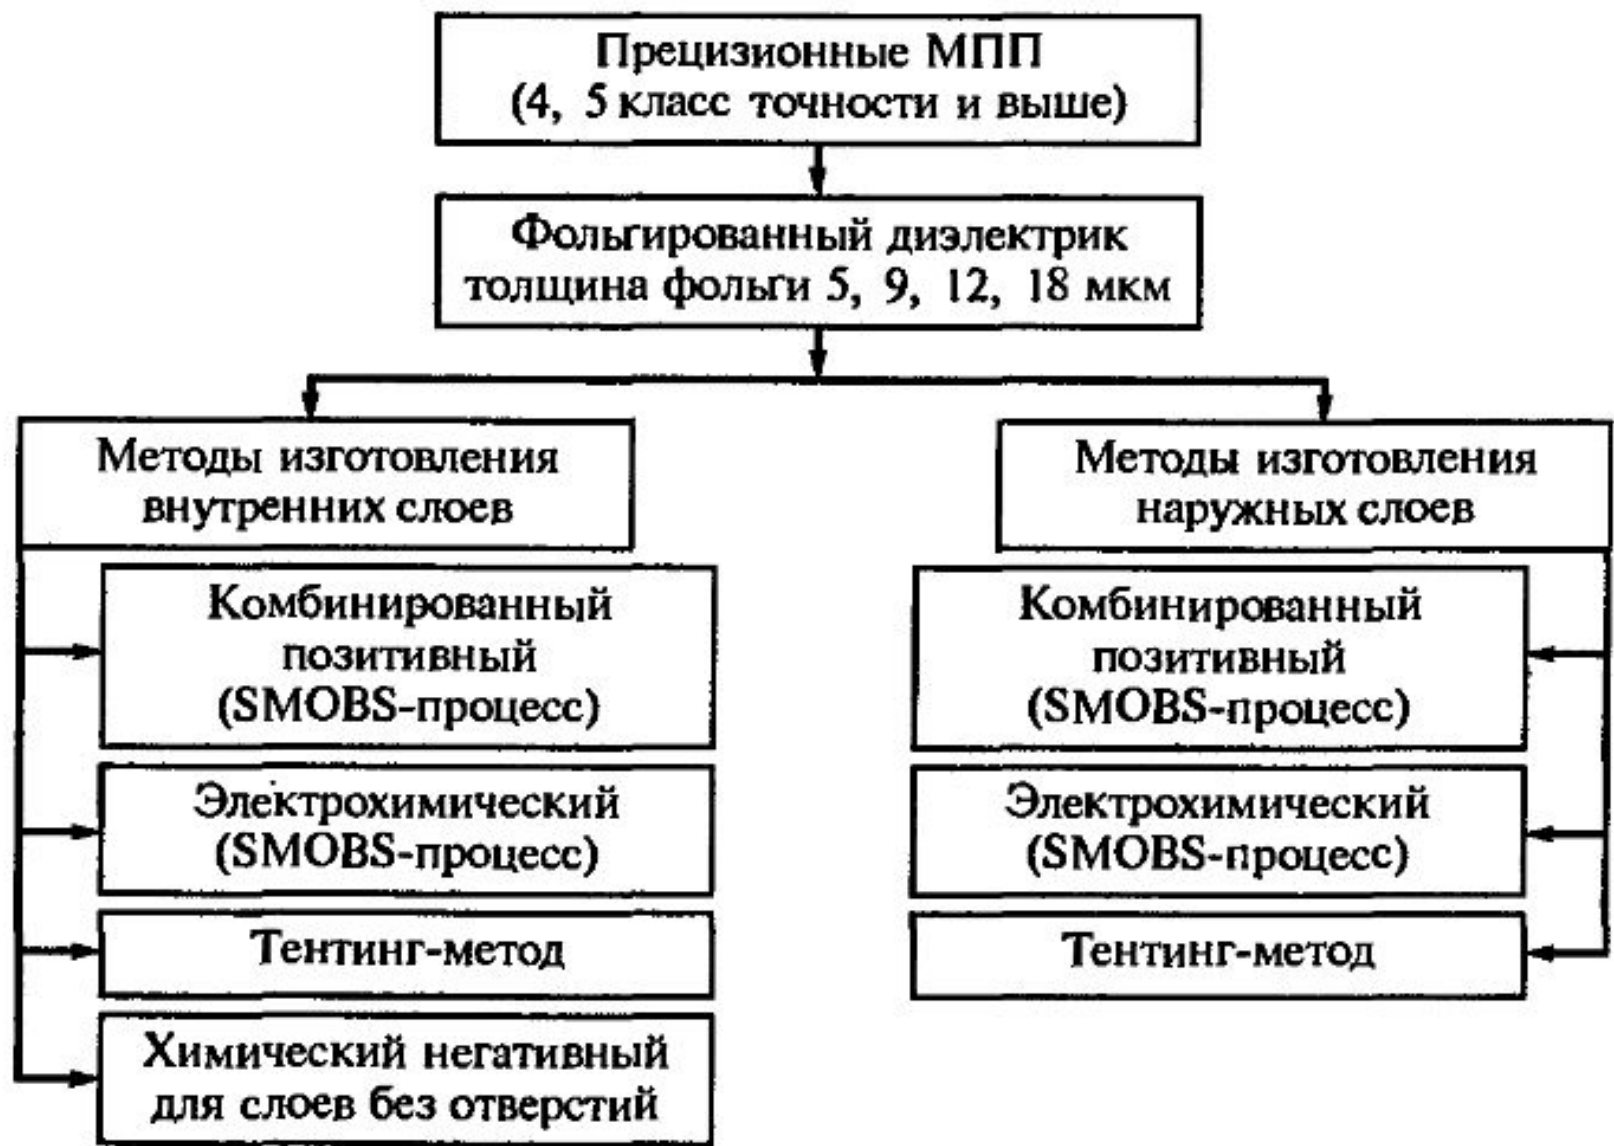 Прецизионные МПП
(4, 5 класс точности и выше)
Фольгированный диэлектрик
толщина фольги 5, 9, 12, 18 мкм
Методы изготовления
внутренних слоев
Комбинированный
позитивный
(SMOBS-процесс)
Электрохимический
(SMOBS-процесс)
Тентинг-метод
Химический негативный
для слоев без отверстий
Методы изготовления
наружных слоев
Комбинированный
позитивный
(SMOBS-процесс)
Электрохимический
(SMOBS-процесс)
Тентинг-метод